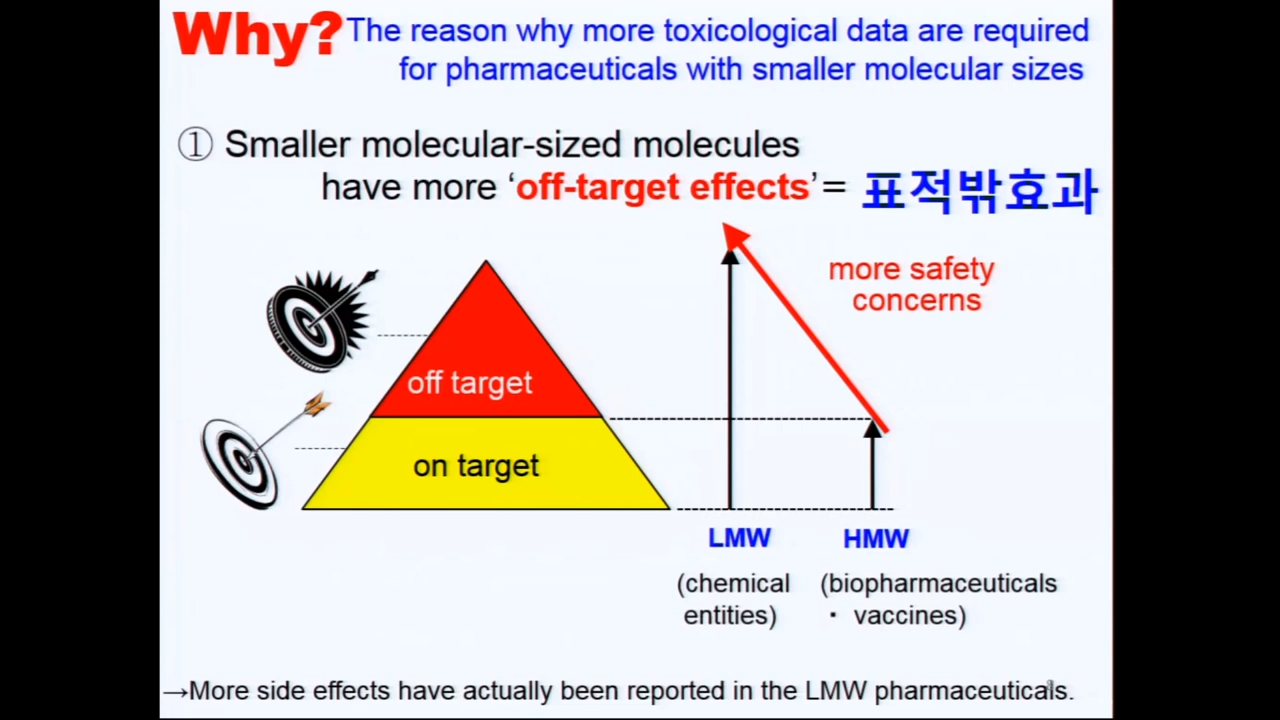 Why? The reason why more toxicological data are required
for pharmaceuticals with smaller molecular sizes
① Smaller molecular-sized molecules
have more ‘off-target effects’= 표적밖효과
more safety
concerns
off target
on target
LMW
HMW
(chemical
entities)
(biopharmaceuticals
・ vaccines)
→More side effects have actually been reported in the LMW pharmaceuticals.